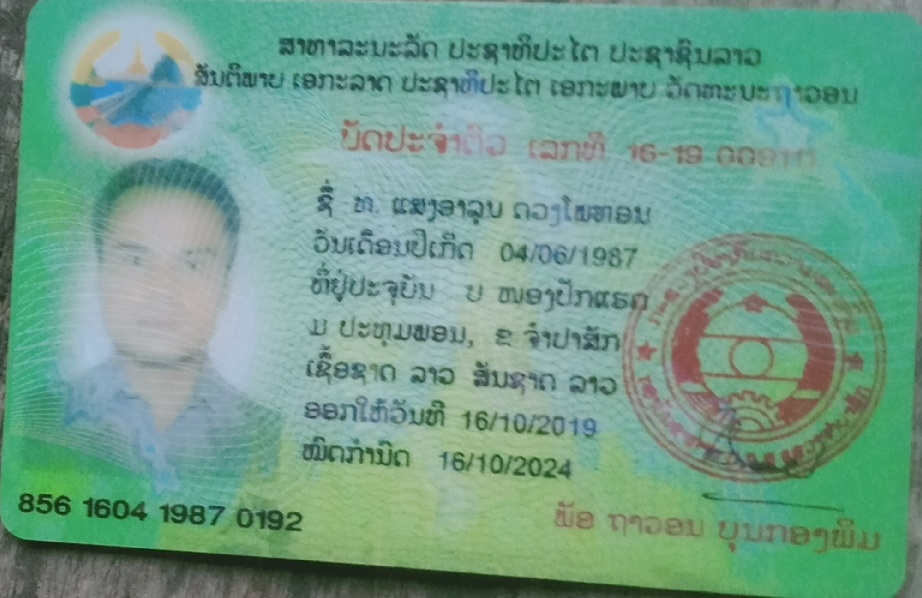 ສາທາລະນະລັດ ປະຊາທິປະໄຕ ປະຊາຊົນລາວ
ສັນຕິພາບ ເອກະລາດ ປະຊາທິປະໄຕ ເອກະພາບ ວັດທະນະຖາວອນ
ບັດປະຈຳຕົວ ເລກທີ 16-19
ຊື່ ທ. ແສງອາລຸນ ດວງໄພທອນ
ວັນເດືອນປີເກີດ 04/06/1987
ທີ່ຢູ່ປະຈຸບັນ ບ ໜອງປັກແຮດ
ມ ປະທຸມພອນ, ຂ ຈຳປາສັກ
ເຊື້ອຊາດ ລາວ ສັນຊາດ ລາວ
ອອກໃຫ້ວັນທີ 16/10/2019
ໝົດກຳນົດ 16/10/2024
856 1604 1987 0192
ພັອ ຖາວອນ ບຸນກອງພິມ